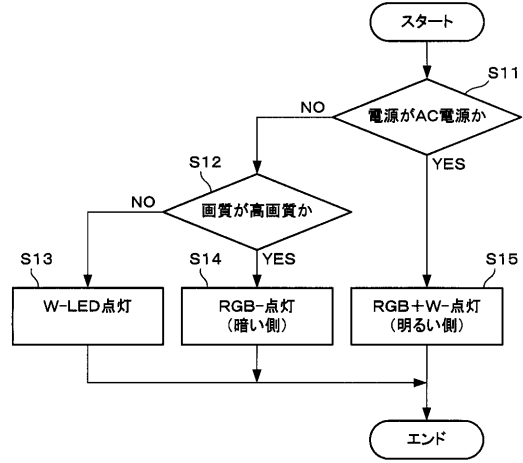 スタート
S11
電源がAC電源か
NO
YES
S12
画質が高画質か
NO
YES
S13
W-LED点灯
S14
RGB-点灯
(暗い側)
S15
RGB+W-点灯
(明るい側)
エンド